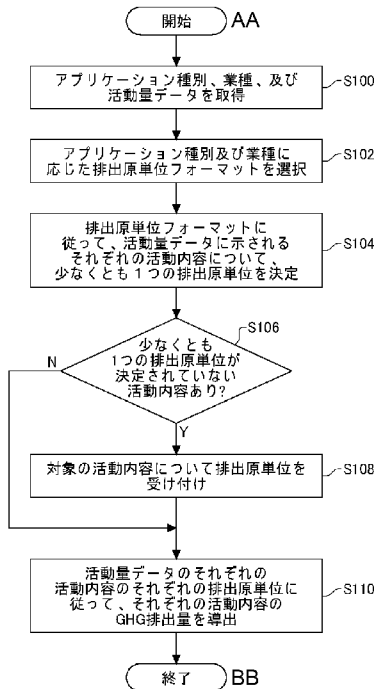 開始 AA
アプリケーション種別、業種、及び
活動量データを取得
S100
アプリケーション種別及び業種に
応じた排出原単位フォーマットを選択
S102
排出原単位フォーマットに
従って、活動量データに示される
それぞれの活動内容について、
少なくとも1つの排出原単位を決定
S104
S106
少なくとも
1つの排出原単位が
決定されていない
活動内容あり?
N
Y
対象の活動内容について排出原単位を
受け付け
S108
活動量データのそれぞれの
活動内容のそれぞれの排出原単位に
従って、それぞれの活動内容の
GHG排出量を導出
S110
終了 BB